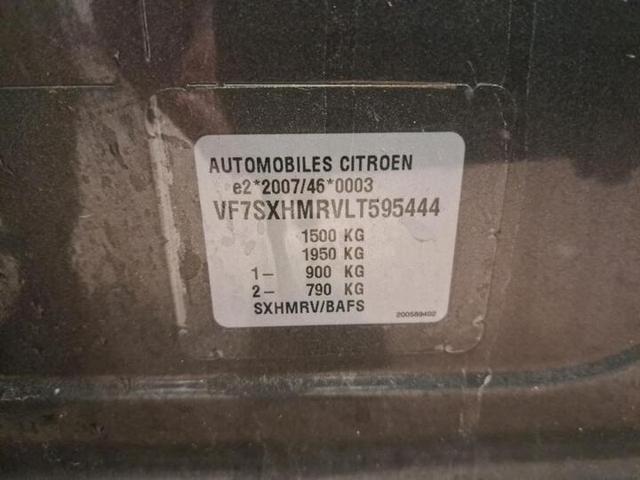 AUTOMOBILES CITROEN
e2*2007/46*0003
VF7SXHMRVLT595444
1500 KG
1950 KG
1- 900 KG
2- 790 KG
SXHMRV/BAFS
200589402